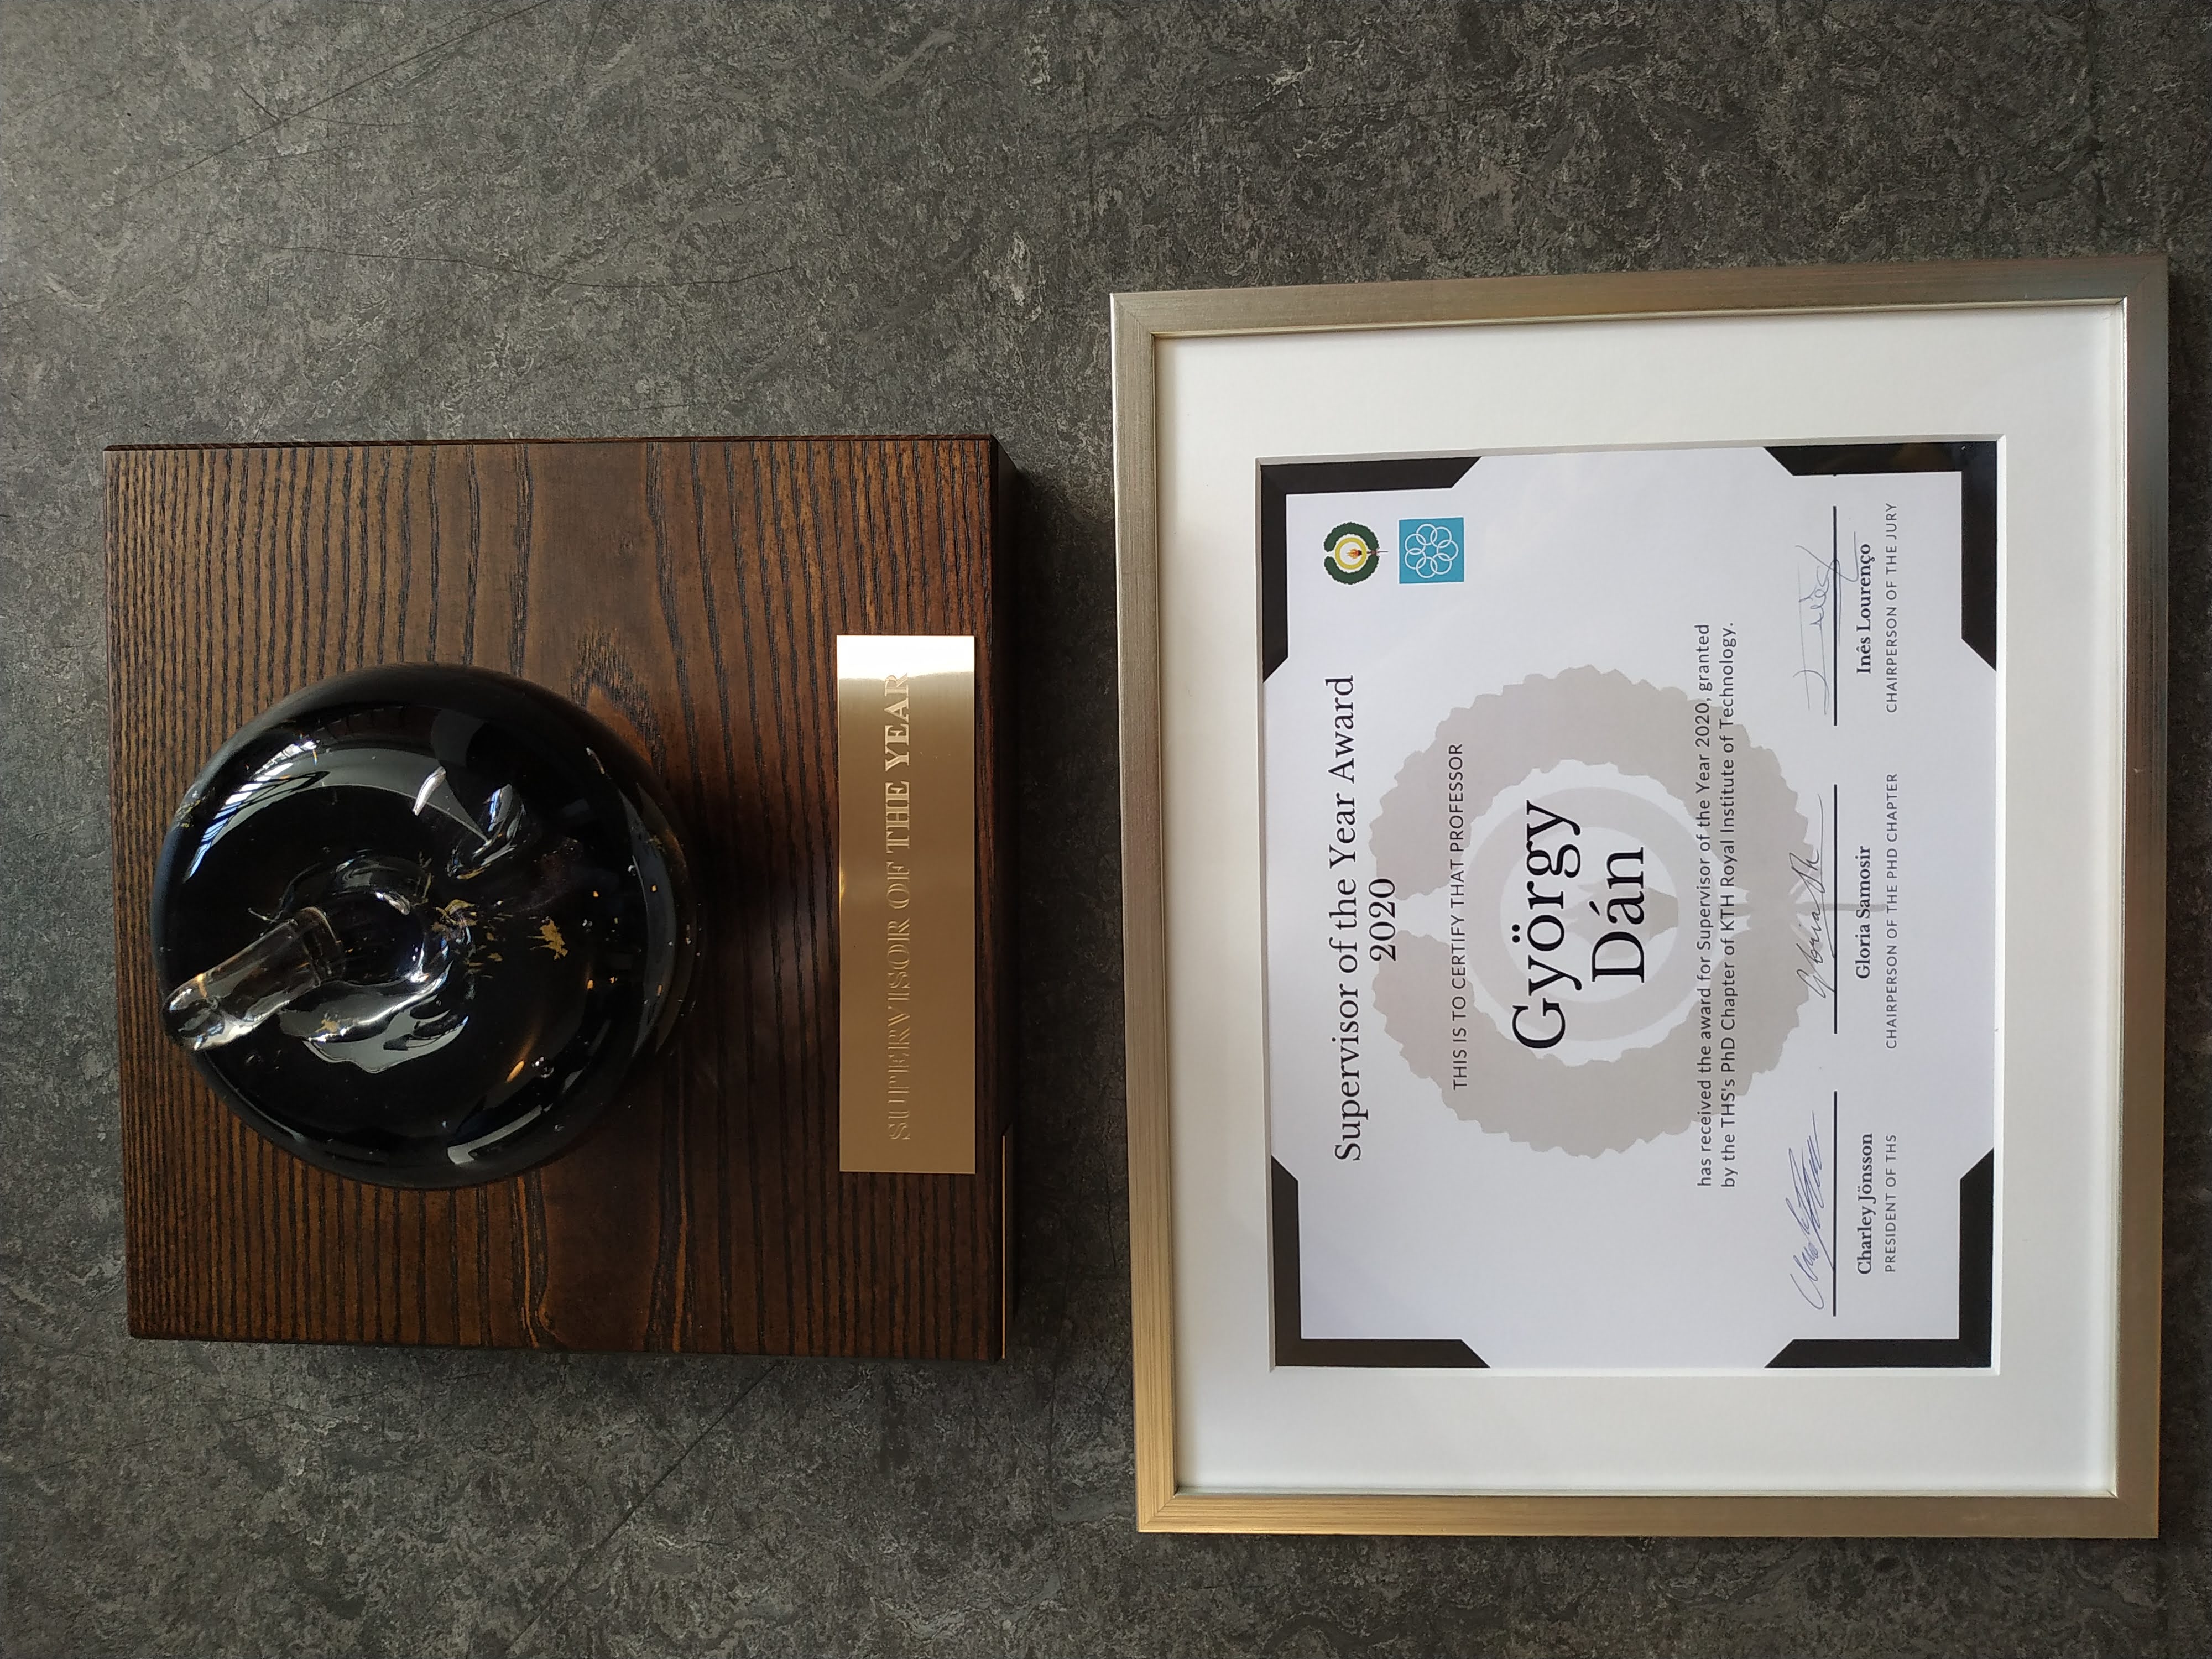 SUPERVISOR OF THE YEAR
Supervisor of the Year Award
2020
THIS IS TO CERTIFY THAT PROFESSOR
György
Dán
has received the award for Supervisor of the Year 2020, granted
by the THS's PhD Chapter of KTH Royal Institute of Technology.
Gloria Inês
Charley Jönsson Gloria Samosir Inês Lourenço
PRESIDENT OF THS CHAIRPERSON OF THE PHD CHAPTER CHAIRPERSON OF THE JURY